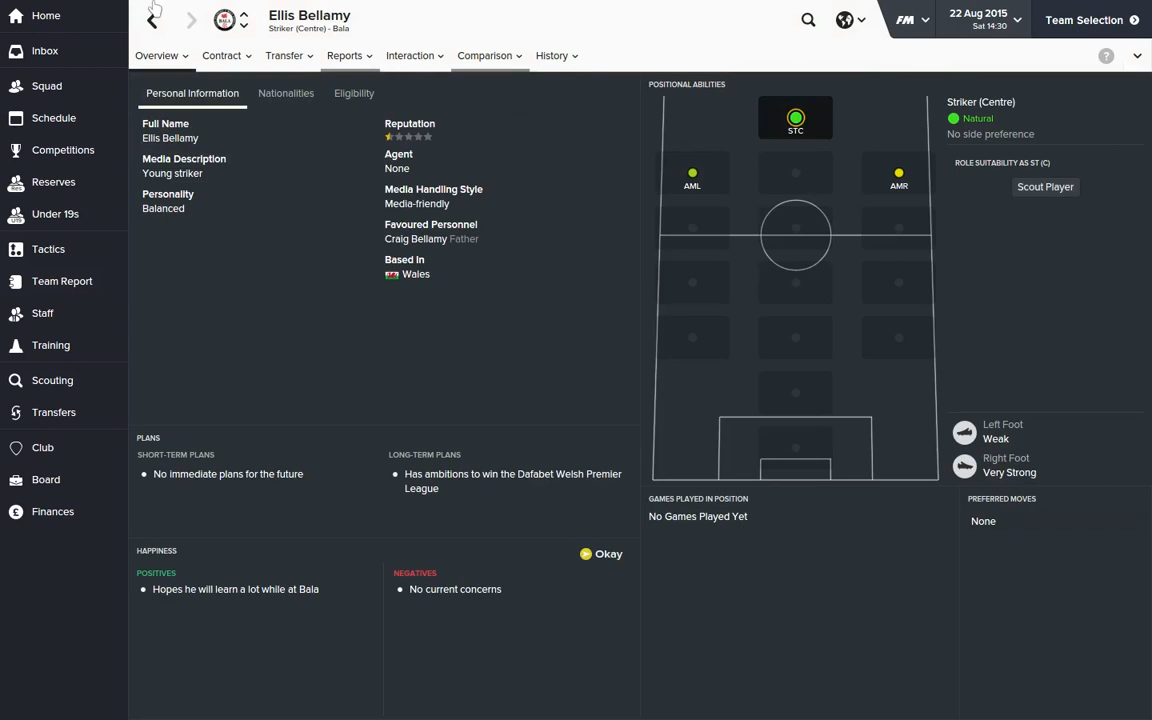 Home
Inbox
Squad
Schedule
Competitions
Reserves
Under 19s
Tactics
Team Report
Staff
Training
Scouting
Transfers
Club
Board
Finances
Ellis Bellamy
Striker (Centre) - Bala
FM
22 Aug 2015
Sat 14:30
Team Selection
Overview
Contract
Transfer
Reports
Interaction
Comparison
History
?
Personal Information
Nationalities
Eligibility
Full Name
Ellis Bellamy
Media Description
Young striker
Personality
Balanced
Reputation
Agent
None
Media Handling Style
Media-friendly
Favoured Personnel
Craig Bellamy Father
Based In
Wales
PLANS
SHORT-TERM PLANS
No immediate plans for the future
LONG-TERM PLANS
Has ambitions to win the Dafabet Welsh Premier
League
HAPPINESS
Okay
POSITIVES
Hopes he will learn a lot while at Bala
NEGATIVES
No current concerns
POSITIONAL ABILITIES
STC
AML
AMR
Striker (Centre)
Natural
No side preference
ROLE SUITABILITY AS ST (C)
Scout Player
Left Foot
Weak
Right Foot
Very Strong
GAMES PLAYED IN POSITION
No Games Played Yet
PREFERRED MOVES
None